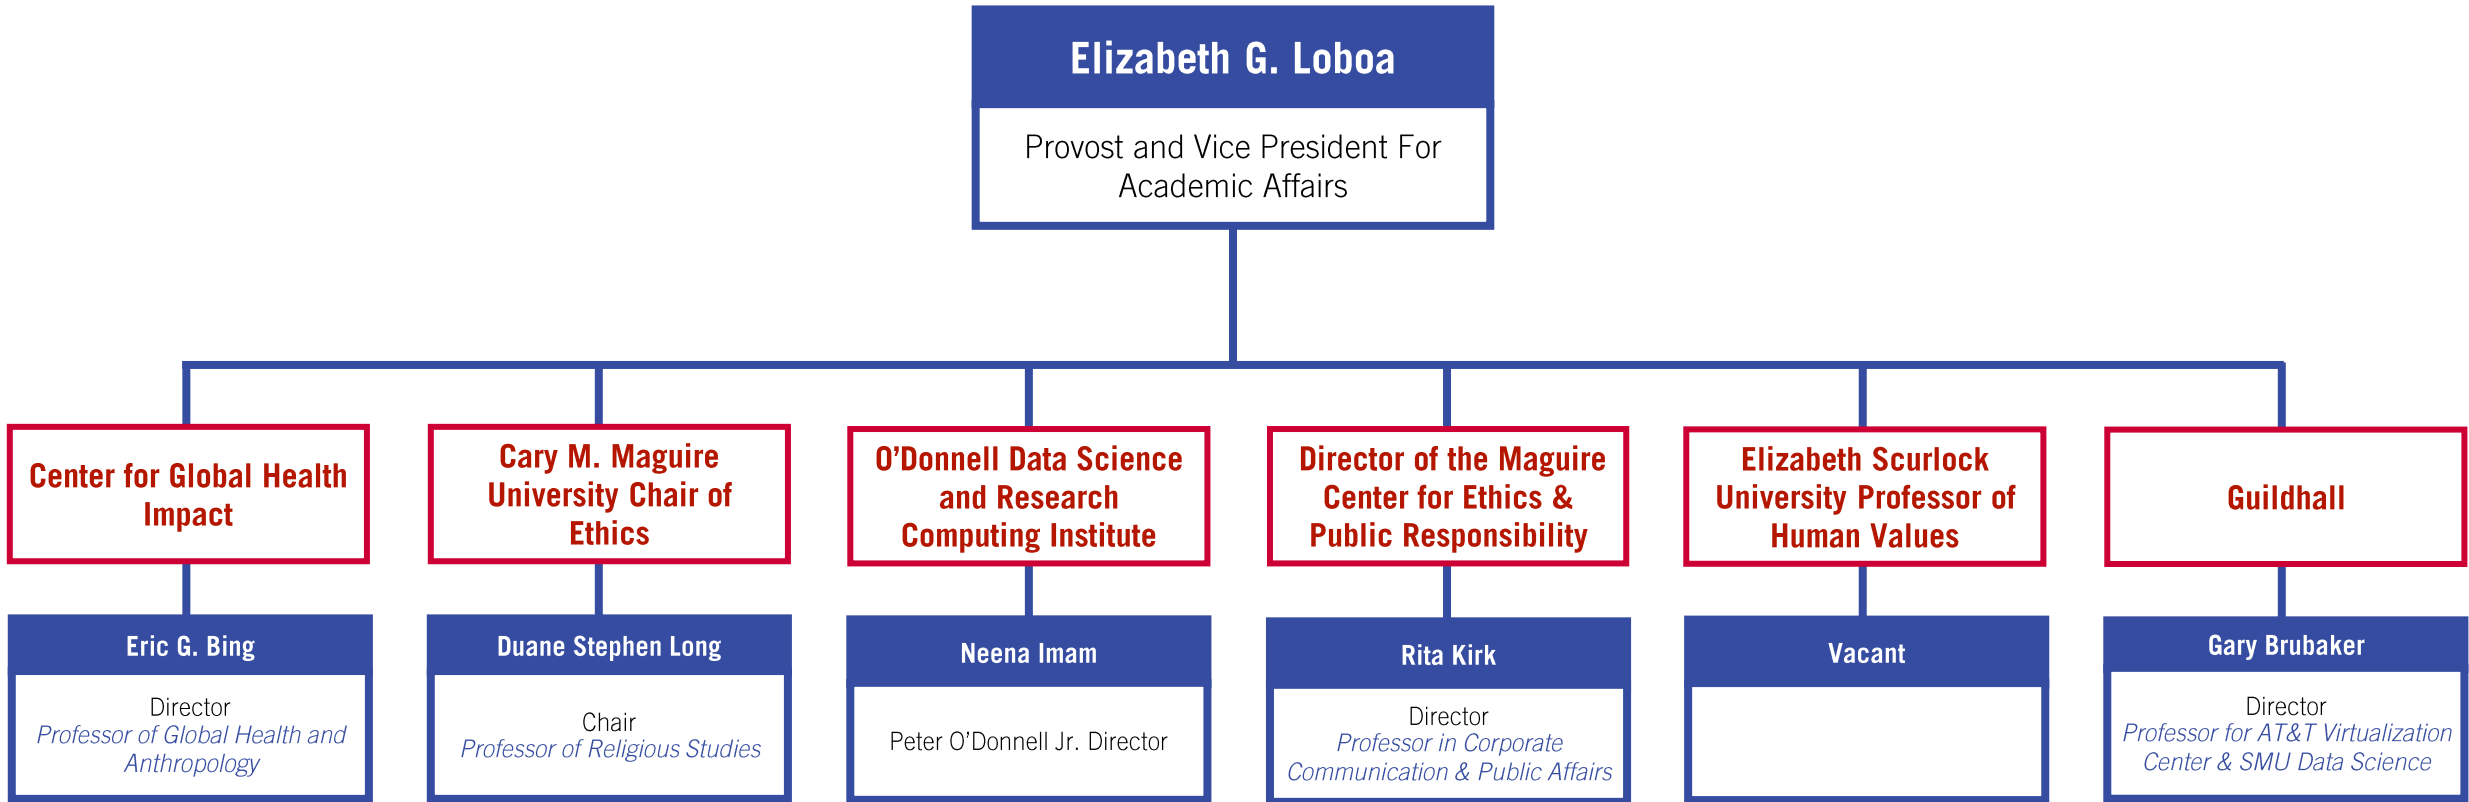 Elizabeth G. Loboa
Provost and Vice President For
Academic Affairs
Center for Global Health
Impact
Cary M. Maguire
University Chair of
Ethics
O’Donnell Data Science
and Research
Computing Institute
Director of the Maguire
Center for Ethics &
Public Responsibility
Elizabeth Scurlock
University Professor of
Human Values
Guildhall
Eric G. Bing
Director
Professor of Global Health and
Anthropology
Duane Stephen Long
Chair
Professor of Religious Studies
Neena Imam
Peter O’Donnell Jr. Director
Rita Kirk
Director
Professor in Corporate
Communication & Public Affairs
Vacant
Gary Brubaker
Director
Professor for AT&T Virtualization
Center & SMU Data Science